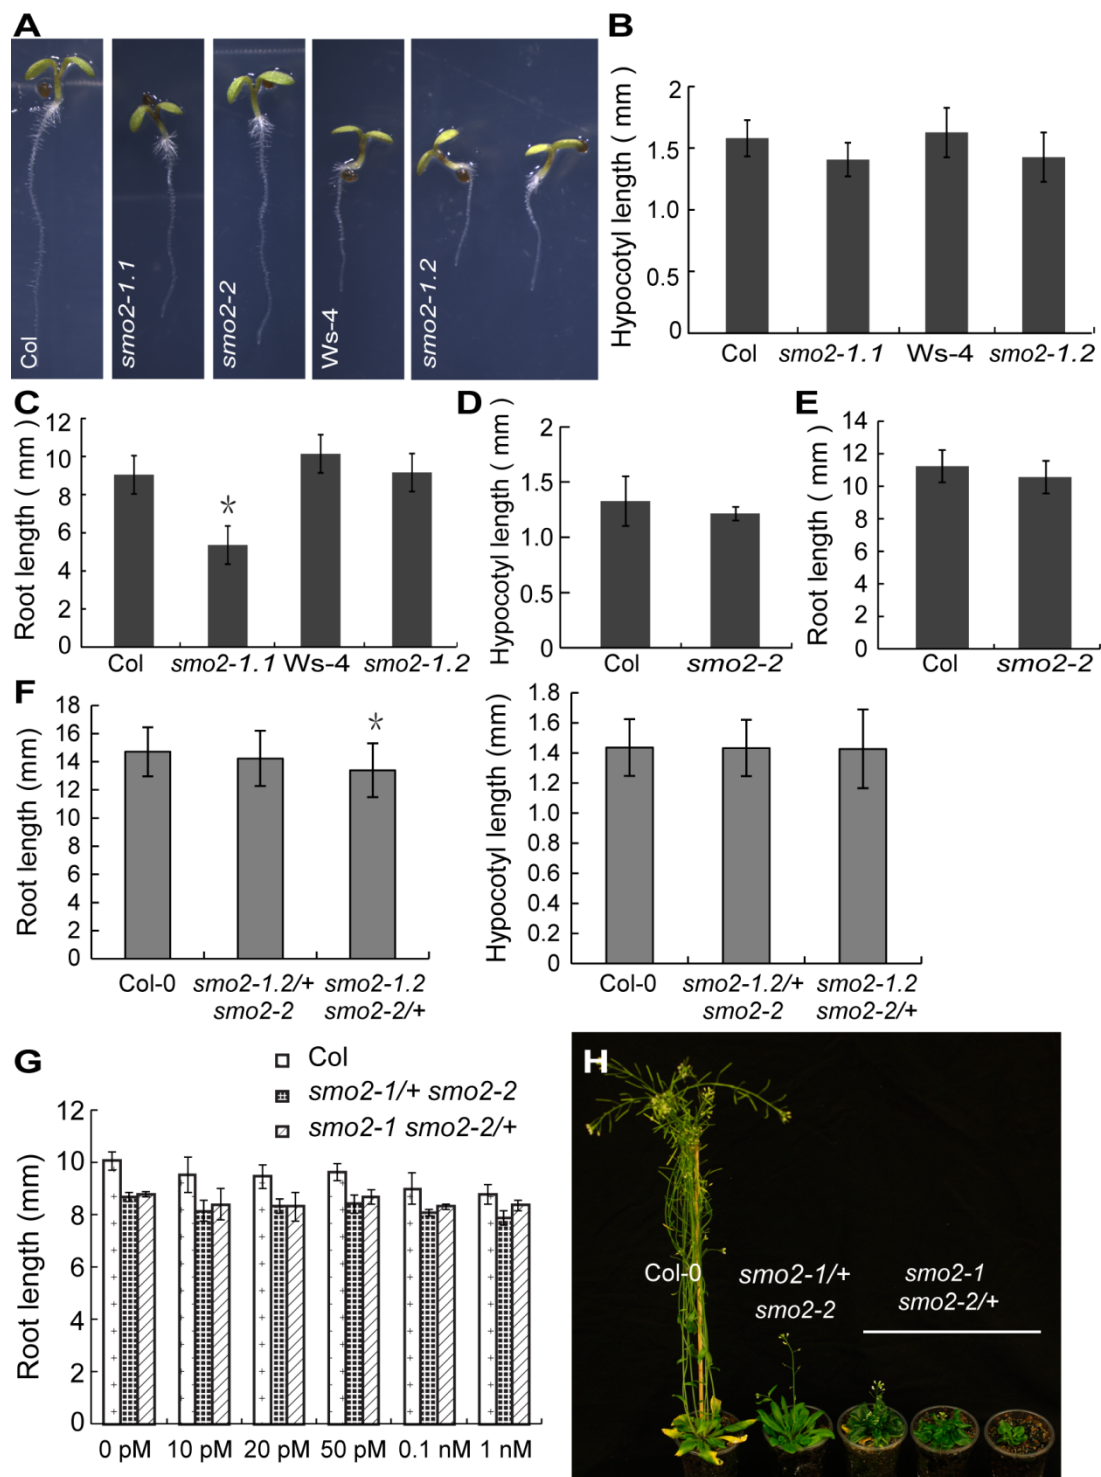 A
Col
smo2-1.1
smo2-2
Ws-4
smo2-1.2
B
Hypocotyl length ( mm )
2
1.5
1.0
0.5
0
Col smo2-1.1 Ws-4 smo2-1.2
C
Root length ( mm )
12
10
8
6
4
2
0
*
Col smo2-1.1 Ws-4 smo2-1.2
D
Hypocotyl length ( mm )
2
1.5
1.0
0.5
0
Col smo2-2
E
Root length ( mm )
14
12
10
8
6
4
2
0
Col smo2-2
F
Root length (mm)
18
16
14
12
10
8
6
4
2
0
*
Col-0 smo2-1.2/+ smo2-1.2
smo2-2 smo2-2/+
Hypocotyl length (mm)
1.8
1.6
1.4
1.2
1.0
0.8
0.6
0.4
0.2
0
Col-0 smo2-1.2/+ smo2-1.2
smo2-2 smo2-2/+
G
Col
smo2-1/+ smo2-2
smo2-1 smo2-2/+
Root length (mm)
12
10
8
6
4
2
0
0 pM 10 pM 20 pM 50 pM 0.1 nM 1 nM
H
Col-0 smo2-1/+ smo2-1
smo2-2 smo2-2/+